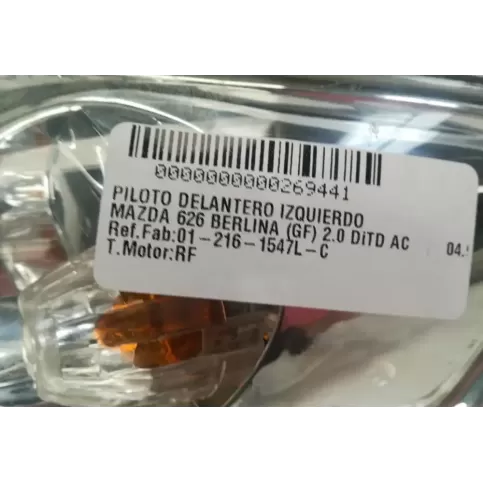 0000000000269441
PILOTO DELANTERO IZQUIERDO
MAZDA 626 BERLINA (GF) 2.0 DiTD AC
Ref.Fab:01-216-1547L-C
T.Motor:RF
04.